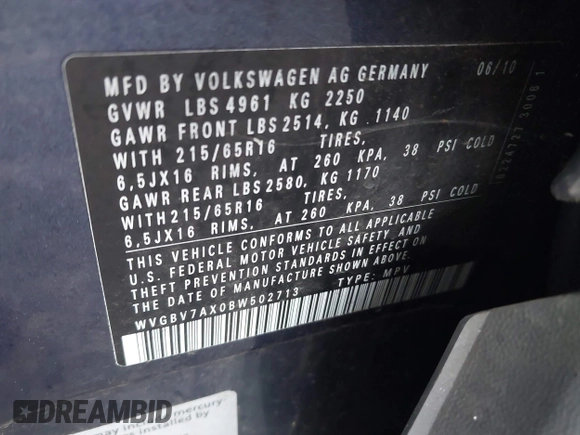 MFD BY VOLKSWAGEN AG GERMANY 06/10
GVWR LBS 4961 KG 2250
GAWR FRONT LBS 2514, KG .1140
WITH 215/65R16 TIRES,
6,5JX16 RIMS, AT 260 KPA, 38 PSI COLD
GAWR REAR LBS 2580, KG 1170
WITH 215/65R16 TIRES,
6,5JX16 RIMS, AT 260 KPA, 38 PSI COLD
THIS VEHICLE CONFORMS TO ALL APPLICABLE
U.S. FEDERAL MOTOR VEHICLE SAFETY AND
THEFT PREVENTION STANDARDS IN EFFECT ON
THE DATE OF MANUFACTURE SHOWN ABOVE.
WVGBV7AX0BW502713 TYPE: MPV
may
mercury.
installed by
DREAMBID